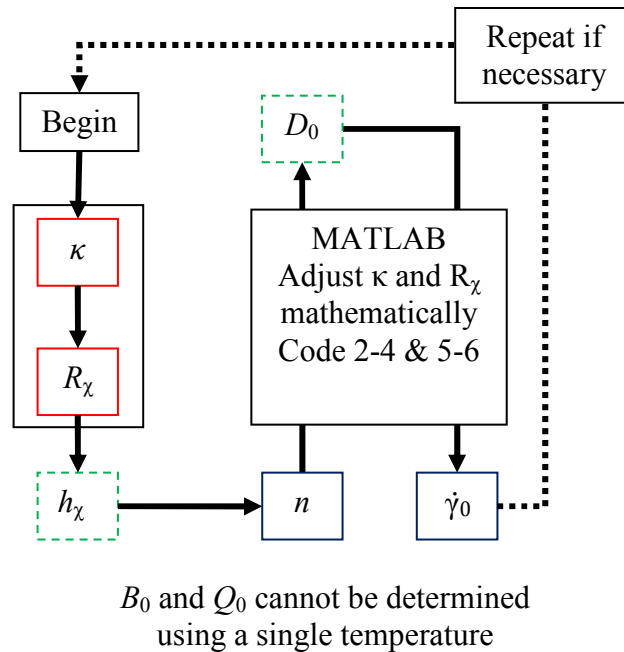 Repeat if
necessary
Begin
D₀
κ
MATLAB
Adjust κ and Rᵪ
mathematically
Code 2-4 & 5-6
Rᵪ
hᵪ
n
γ̇₀
B₀ and Q₀ cannot be determined
using a single temperature